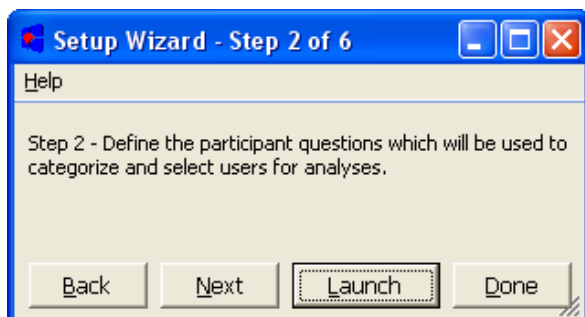 Setup Wizard - Step 2 of 6
Help
Step 2 - Define the participant questions which will be used to
categorize and select users for analyses.
Back Next Launch Done